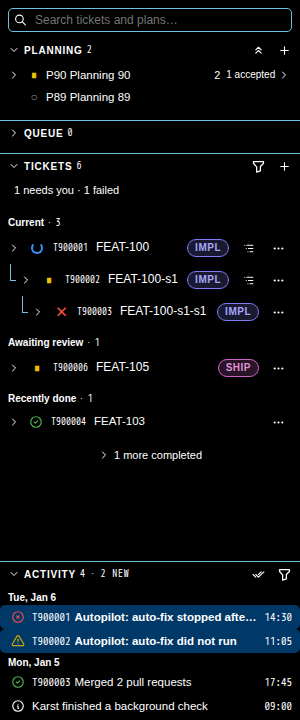 Search tickets and plans…
PLANNING 2
P90 Planning 90 2 1 accepted
P89 Planning 89
QUEUE 0
TICKETS 6
1 needs you · 1 failed
Current · 3
T900001 FEAT-100 IMPL
T900002 FEAT-100-s1 IMPL
T900003 FEAT-100-s1-s1 IMPL
Awaiting review · 1
T900006 FEAT-105 SHIP
Recently done · 1
T900004 FEAT-103
1 more completed
ACTIVITY 4 · 2 NEW
Tue, Jan 6
T900001 Autopilot: auto-fix stopped afte… 14:30
T900002 Autopilot: auto-fix did not run 11:05
Mon, Jan 5
T900003 Merged 2 pull requests 17:45
Karst finished a background check 09:00